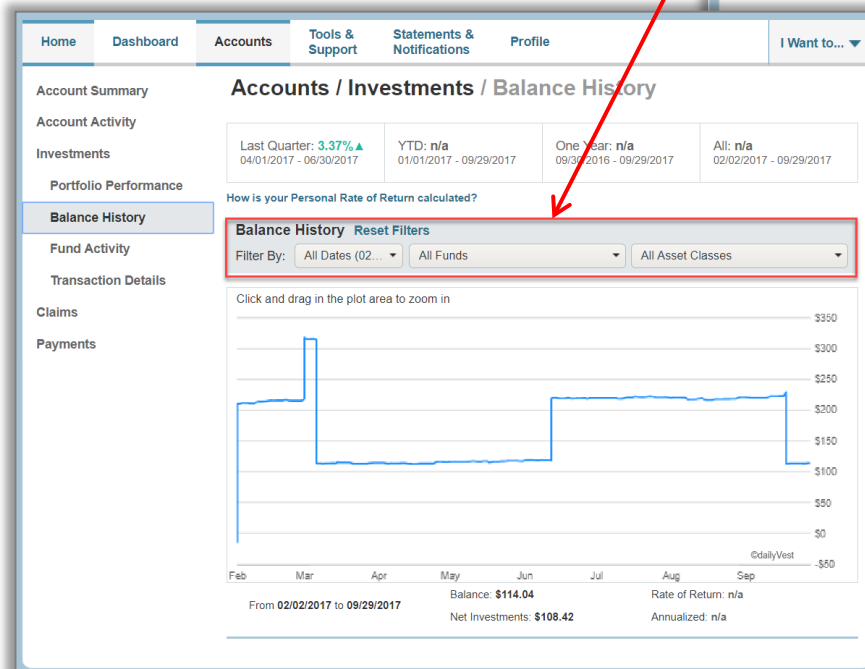 Home Dashboard Accounts Tools & Support Statements & Notifications Profile I Want to...
Account Summary
Account Activity
Investments
Portfolio Performance
Balance History
Fund Activity
Transaction Details
Claims
Payments
Accounts / Investments / Balance History
Last Quarter: 3.37%▲ YTD: n/a One Year: n/a All: n/a
04/01/2017 - 06/30/2017 01/01/2017 - 09/29/2017 09/30/2016 - 09/29/2017 02/02/2017 - 09/29/2017
How is your Personal Rate of Return calculated?
Balance History Reset Filters
Filter By: All Dates (02... All Funds All Asset Classes
Click and drag in the plot area to zoom in
$350
$300
$250
$200
$150
$100
$50
$0
©dailyVest
-$50
Feb Mar Apr May Jun Jul Aug Sep
From 02/02/2017 to 09/29/2017
Balance: $114.04 Rate of Return: n/a
Net Investments: $108.42 Annualized: n/a